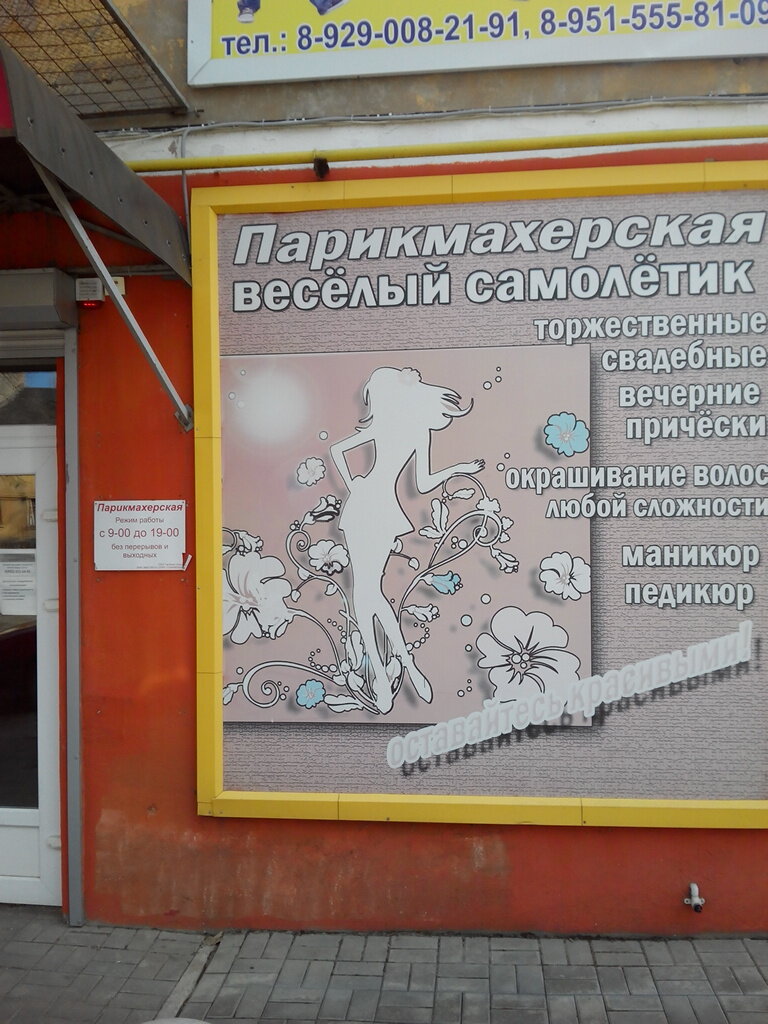 тел.: 8-929-008-21-91, 8-951-555-81-09
Парикмахерская
весёлый самолётик
торжественные
свадебные
вечерние
причёски
окрашивание волос
любой сложности
маникюр
педикюр
оставайтесь красивыми!
Парикмахерская
Режим работы
с 9-00 до 19-00
без перерывов и
выходных